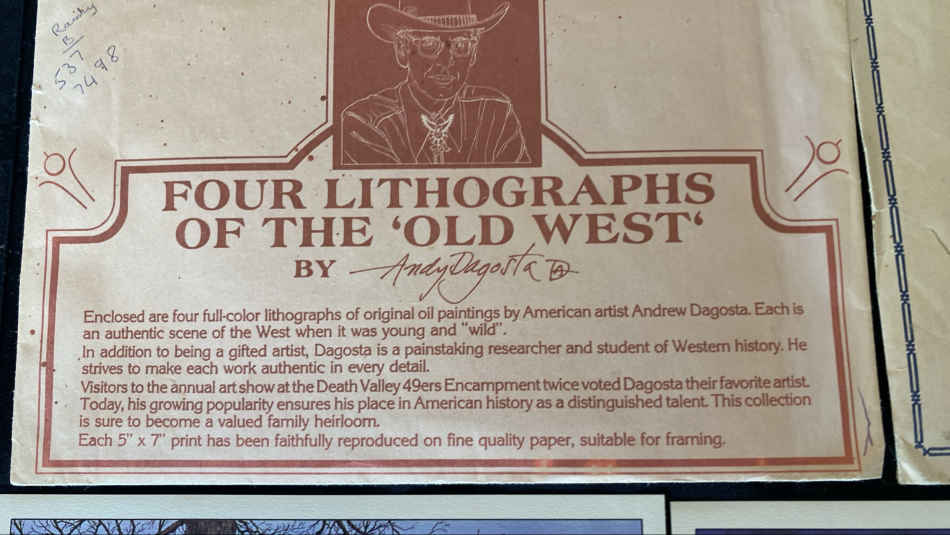 Randy
B/
537
7498
FOUR LITHOGRAPHS
OF THE ‘OLD WEST‘
BY Andy Dagosta DA
Enclosed are four full-color lithographs of original oil paintings by American artist Andrew Dagosta. Each is
an authentic scene of the West when it was young and "wild".
In addition to being a gifted artist, Dagosta is a painstaking researcher and student of Western history. He
strives to make each work authentic in every detail.
Visitors to the annual art show at the Death Valley 49ers Encampment twice voted Dagosta their favorite artist.
Today, his growing popularity ensures his place in American history as a distinguished talent. This collection
is sure to become a valued family heirloom.
Each 5" x 7" print has been faithfully reproduced on fine quality paper, suitable for framing.